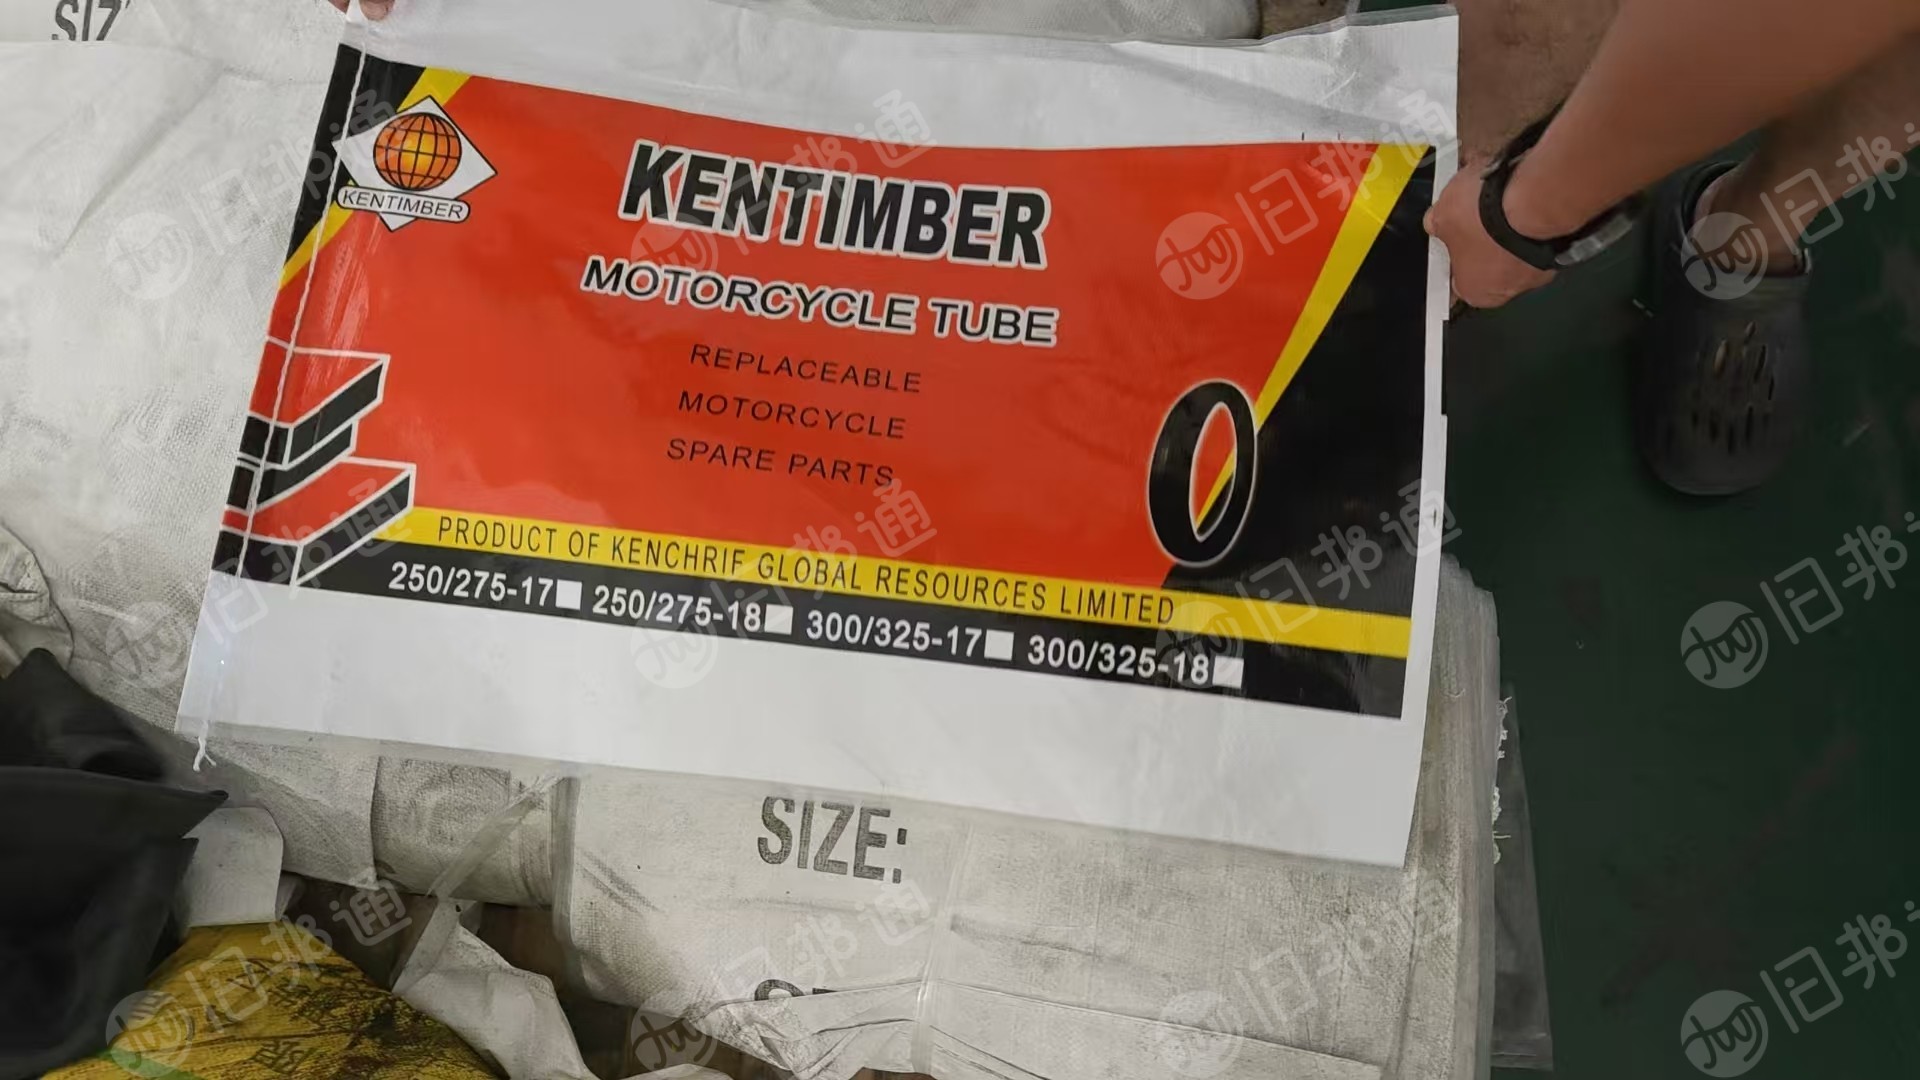 SIZ
KENTIMBER
KENTIMBER
MOTORCYCLE TUBE
REPLACEABLE
MOTORCYCLE
SPARE PARTS
PRODUCT OF KENCHRIF GLOBAL RESOURCES LIMITED
250/275-17 250/275-18 300/325-17 300/325-18
SIZE:
旧邦通